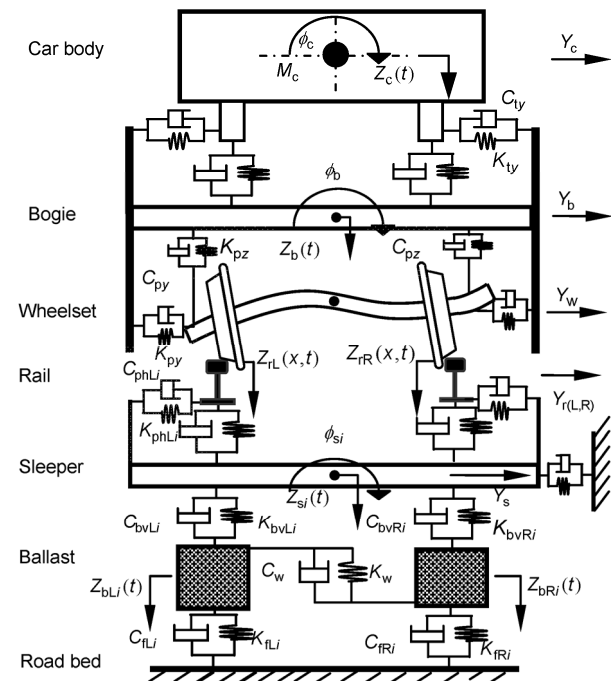 Car body
ϕc
Mc
Zc(t)
Yc
Cty
Kty
ϕb
Bogie
Yb
Kpz
Zb(t)
Cpz
Cpy
Wheelset
Yw
Kpy
ZrL(x,t)
ZrR(x,t)
Rail
CphLi
Yr(L,R)
KphLi
ϕsi
Sleeper
Zsi(t)
Ys
CbvLi
KbvLi
CbvRi
KbvRi
Ballast
Cw
Kw
ZbLi(t)
ZbRi(t)
CfLi
KfLi
CfRi
KfRi
Road bed